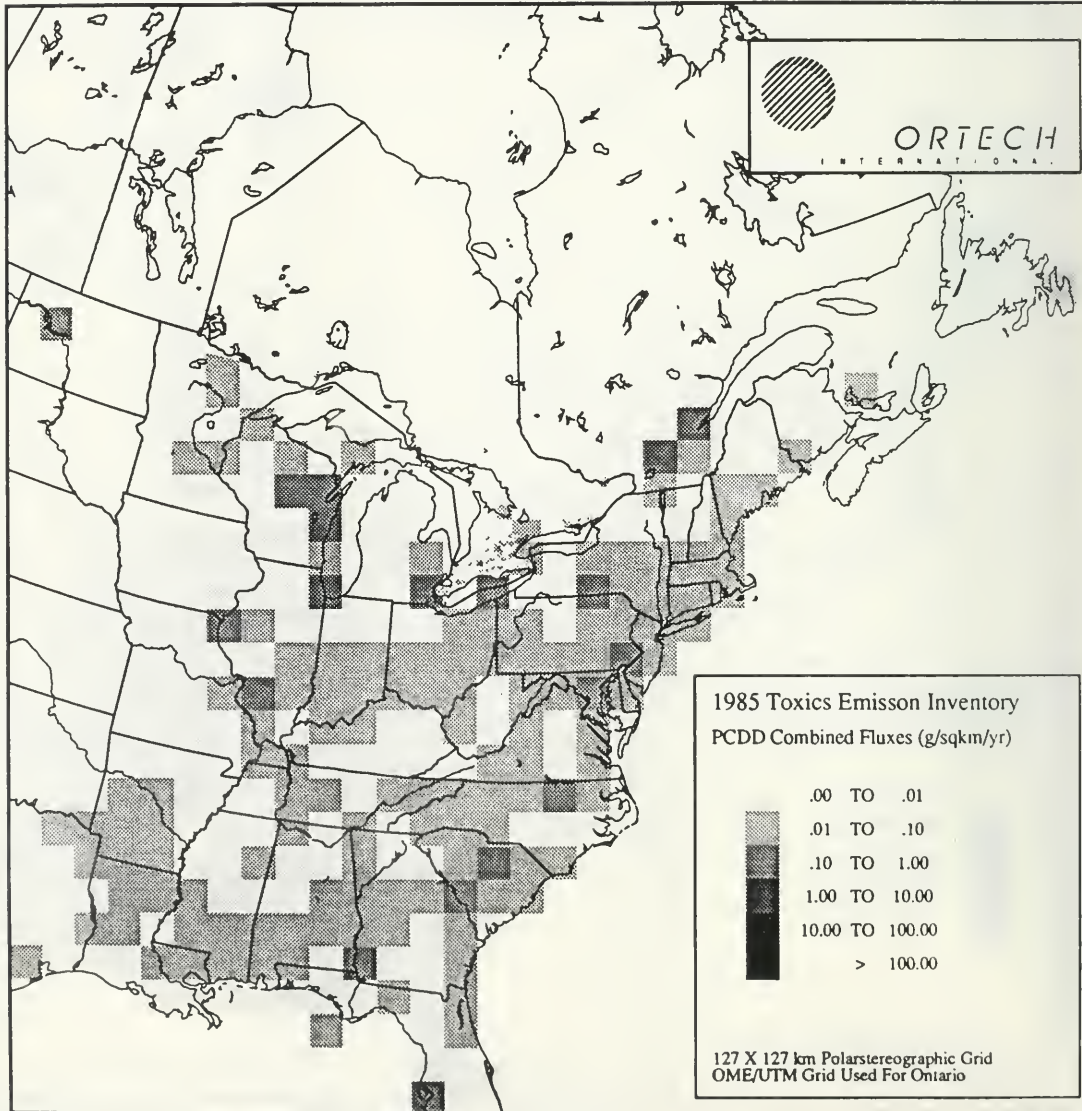 ORTECH
INTERNATIONAL
1985 Toxics Emisson Inventory
PCDD Combined Fluxes (g/sqkm/yr)
.00 TO .01
.01 TO .10
.10 TO 1.00
1.00 TO 10.00
10.00 TO 100.00
> 100.00
127 X 127 km Polarstereographic Grid
OME/UTM Grid Used For Ontario